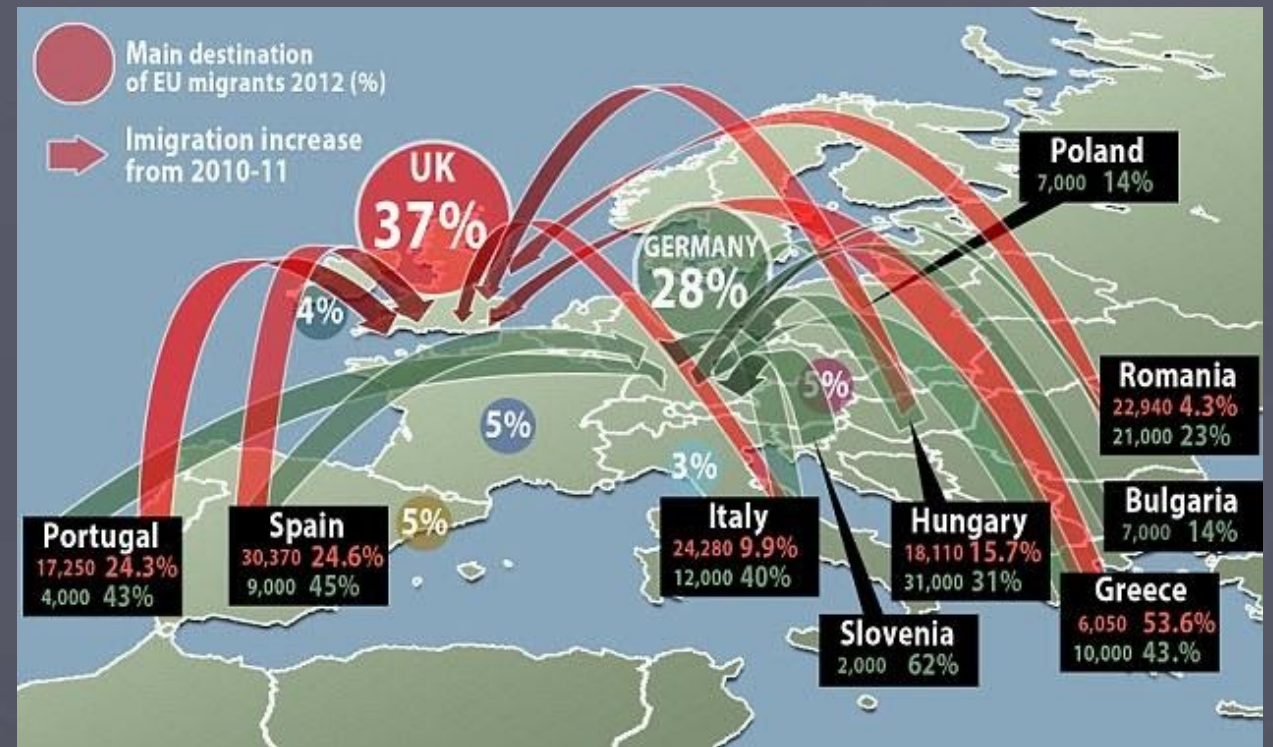 Main destination
of EU migrants 2012 (%)
Imigration increase
from 2010-11
UK
37%
GERMANY
28%
4%
5%
5%
3%
5%
Poland
7,000 14%
Romania
22,940 4.3%
21,000 23%
Bulgaria
7,000 14%
Portugal
17,250 24.3%
4,000 43%
Spain
30,370 24.6%
9,000 45%
Italy
24,280 9.9%
12,000 40%
Hungary
18,110 15.7%
31,000 31%
Greece
6,050 53.6%
10,000 43.%
Slovenia
2,000 62%